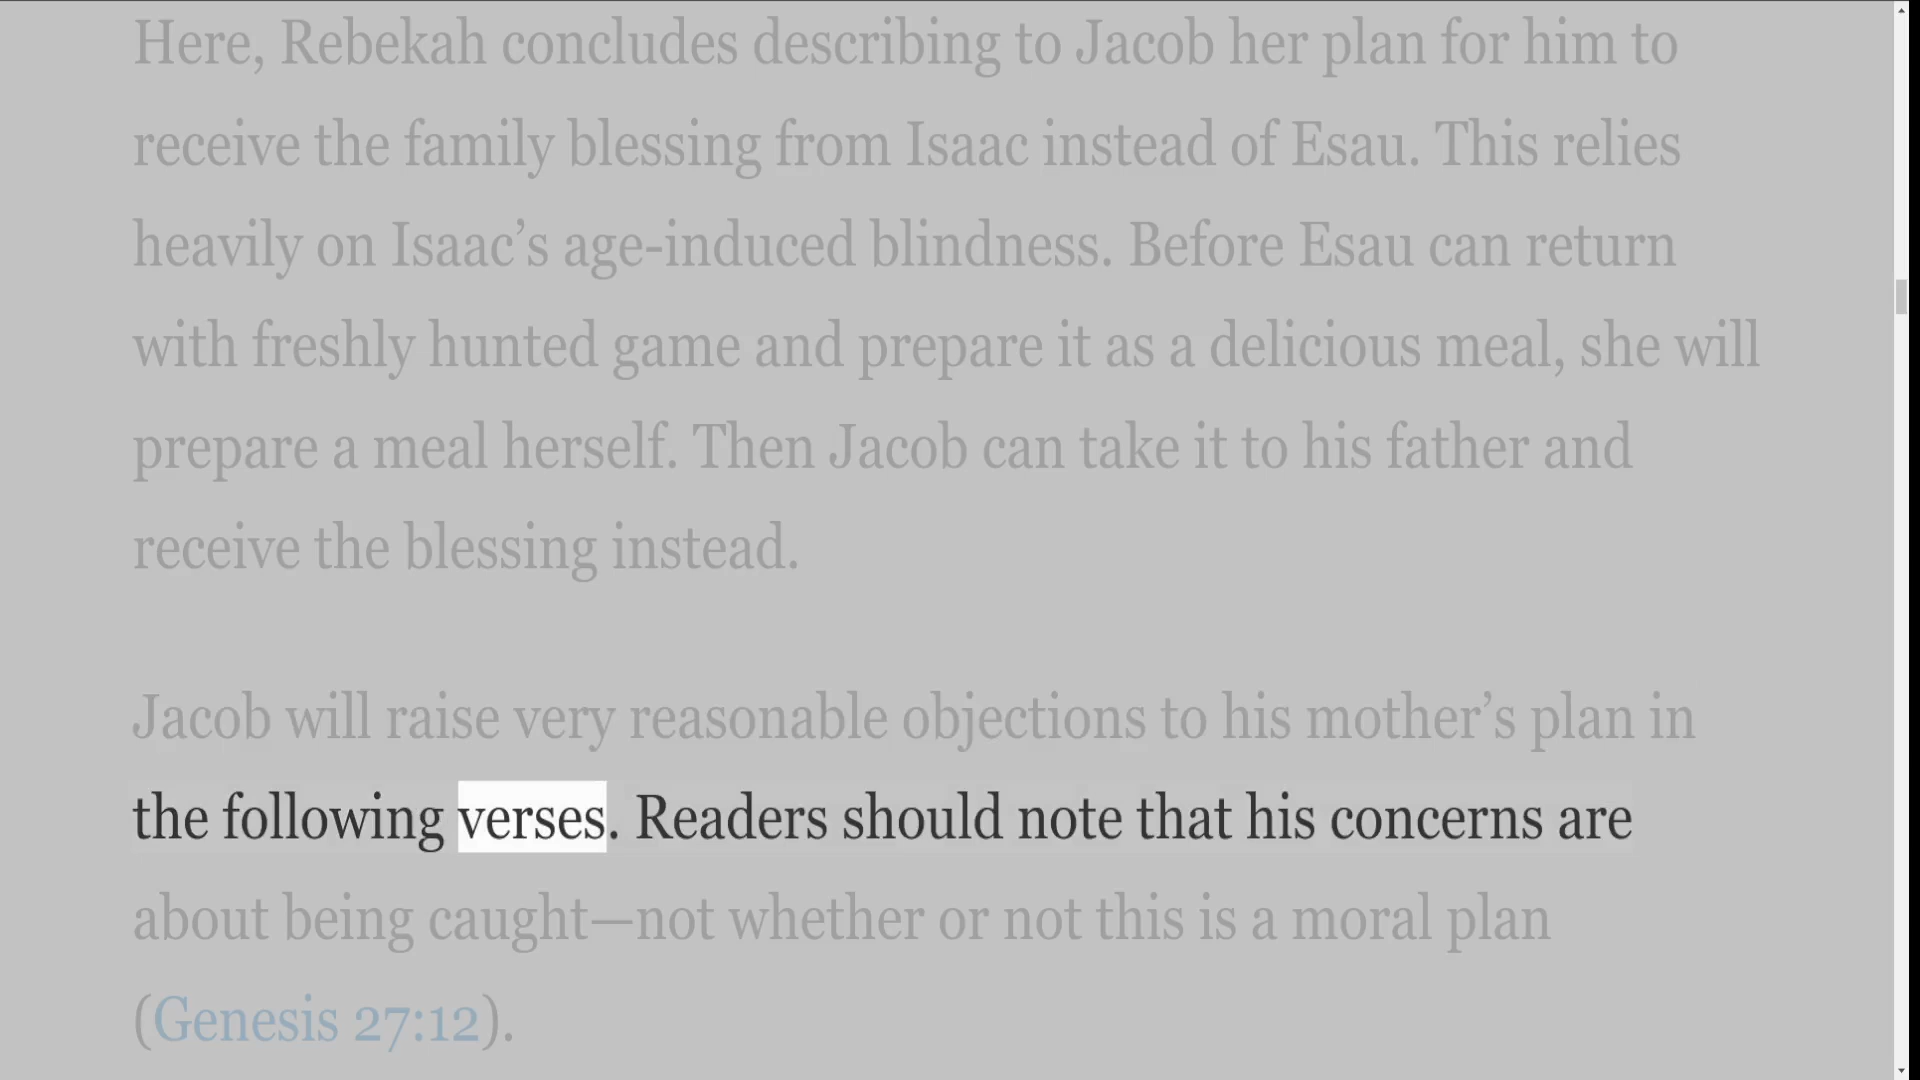 Here, Rebekah concludes describing to Jacob her plan for him to
receive the family blessing from Isaac instead of Esau. This relies
heavily on Isaac’s age-induced blindness. Before Esau can return
with freshly hunted game and prepare it as a delicious meal, she will
prepare a meal herself. Then Jacob can take it to his father and
receive the blessing instead.
Jacob will raise very reasonable objections to his mother’s plan in
the following verses. Readers should note that his concerns are
about being caught—not whether or not this is a moral plan
(Genesis 27:12).